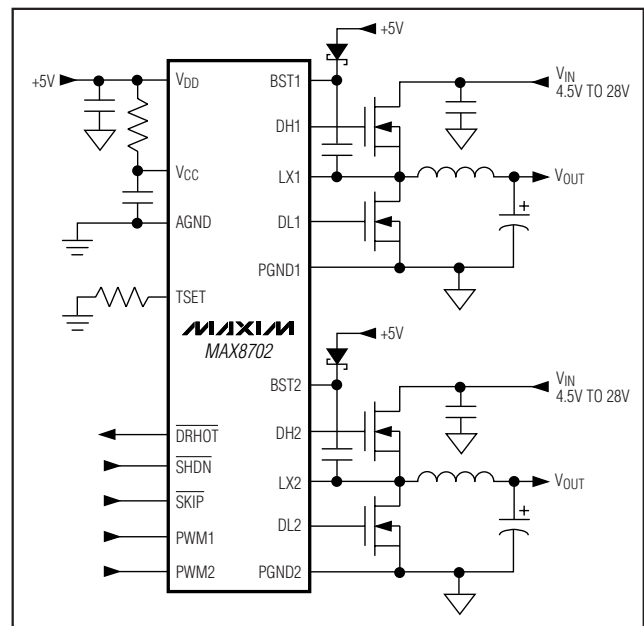 +5V
+5V
VDD
BST1
VIN
4.5V TO 28V
DH1
VCC
LX1
VOUT
AGND
DL1
+
PGND1
TSET
MAXIM
MAX8702
+5V
BST2
VIN
4.5V TO 28V
DRHOT
DH2
SHDN
LX2
VOUT
SKIP
DL2
+
PWM1
PWM2
PGND2